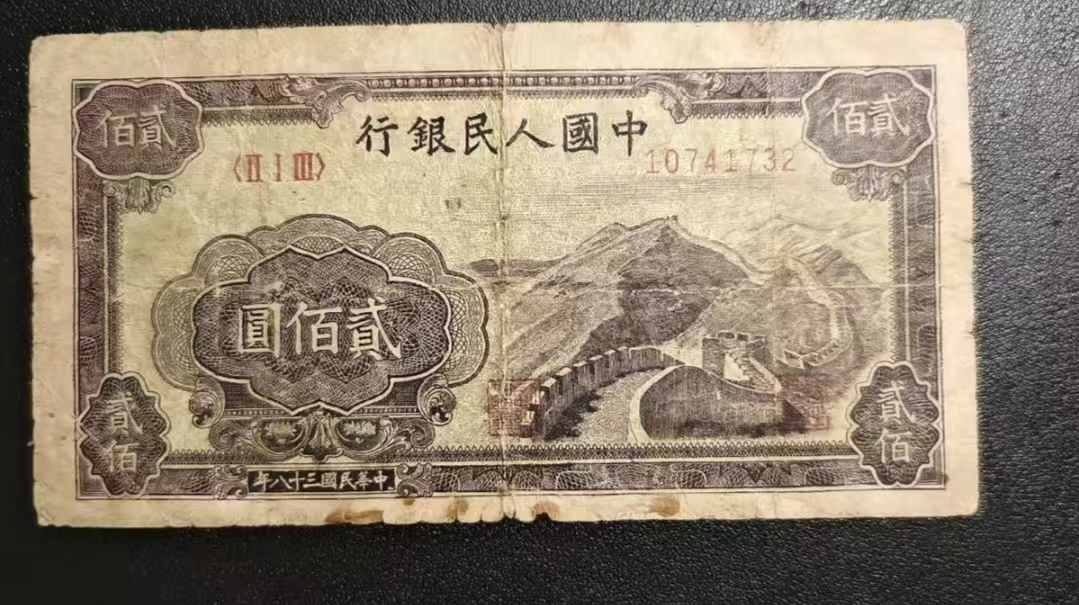 貳佰
貳佰
中國人民銀行
〈Ⅱ Ⅰ Ⅲ〉
10741732
貳佰圓
貳佰
貳佰
中華民國三十八年